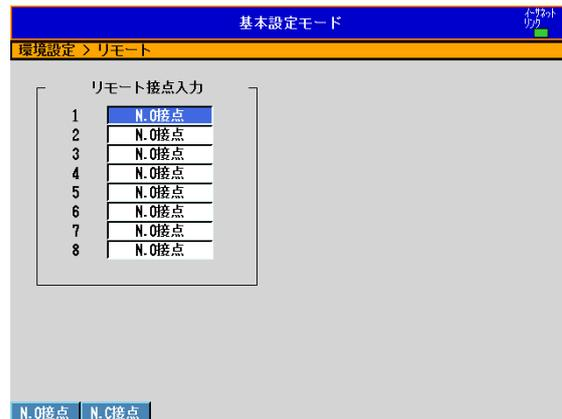 基本設定モード
イーサネット
リンク
環境設定 > リモート
リモート接点入力
1 N.O接点
2 N.O接点
3 N.O接点
4 N.O接点
5 N.O接点
6 N.O接点
7 N.O接点
8 N.O接点
N.O接点 N.C接点